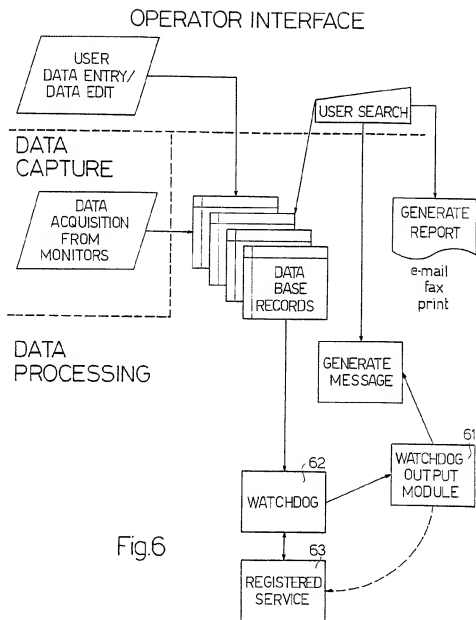 OPERATOR INTERFACE
USER
DATA ENTRY/
DATA EDIT
USER SEARCH
DATA
CAPTURE
DATA
ACQUISITION
FROM
MONITORS
DATA
BASE
RECORDS
GENERATE
REPORT
e-mail
fax
print
DATA
PROCESSING
GENERATE
MESSAGE
62
WATCHDOG
61
WATCHDOG
OUTPUT
MODULE
Fig.6
63
REGISTERED
SERVICE